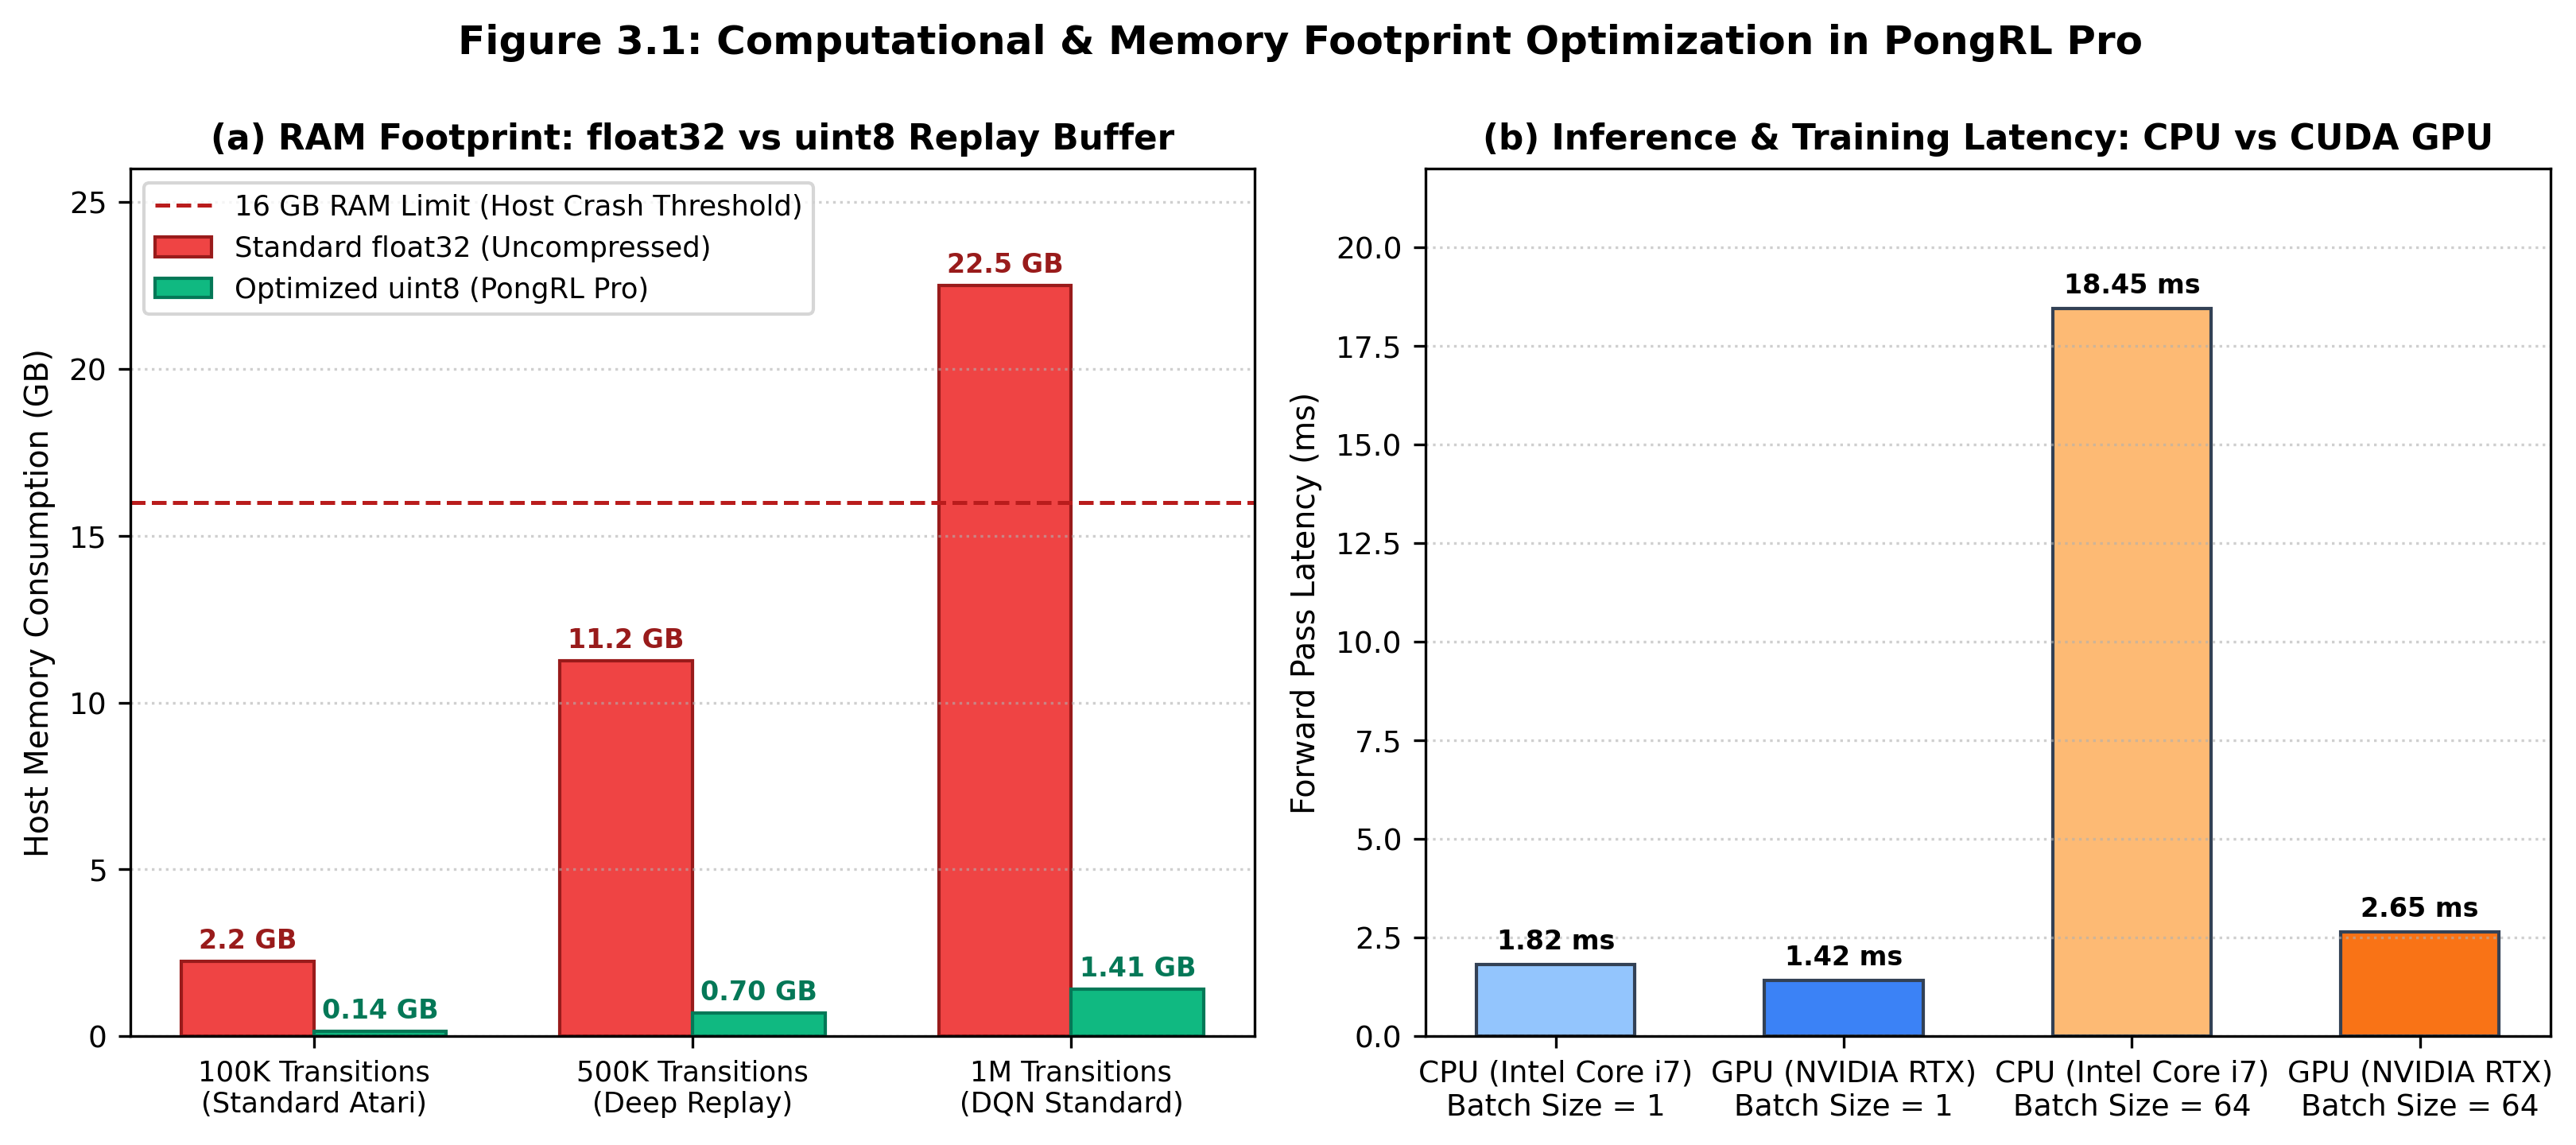 Figure 3.1: Computational & Memory Footprint Optimization in PongRL Pro
(a) RAM Footprint: float32 vs uint8 Replay Buffer
16 GB RAM Limit (Host Crash Threshold)
Standard float32 (Uncompressed)
Optimized uint8 (PongRL Pro)
Host Memory Consumption (GB)
25
20
15
10
5
0
2.2 GB
0.14 GB
11.2 GB
0.70 GB
22.5 GB
1.41 GB
100K Transitions
(Standard Atari)
500K Transitions
(Deep Replay)
1M Transitions
(DQN Standard)
(b) Inference & Training Latency: CPU vs CUDA GPU
Forward Pass Latency (ms)
20.0
17.5
15.0
12.5
10.0
7.5
5.0
2.5
0.0
1.82 ms
1.42 ms
18.45 ms
2.65 ms
CPU (Intel Core i7)
Batch Size = 1
GPU (NVIDIA RTX)
Batch Size = 1
CPU (Intel Core i7)
Batch Size = 64
GPU (NVIDIA RTX)
Batch Size = 64